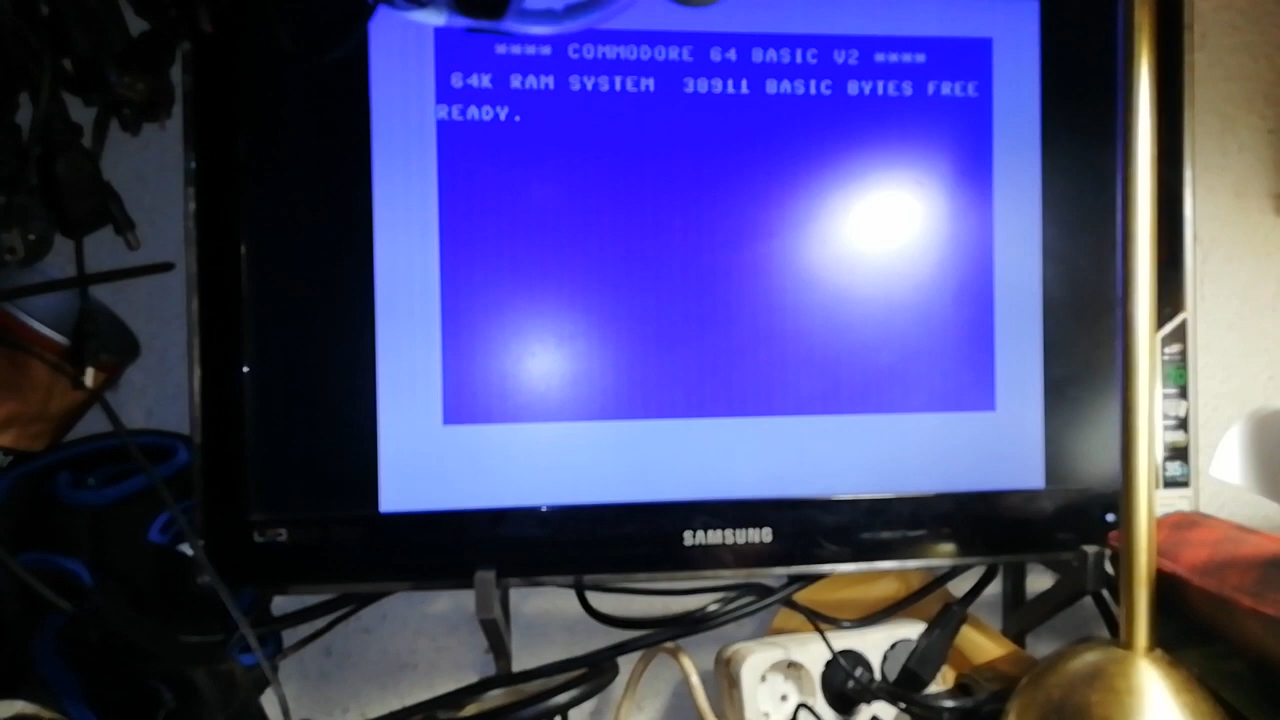 **** COMMODORE 64 BASIC V2 ****
64K RAM SYSTEM 38911 BASIC BYTES FREE
READY.
SAMSUNG